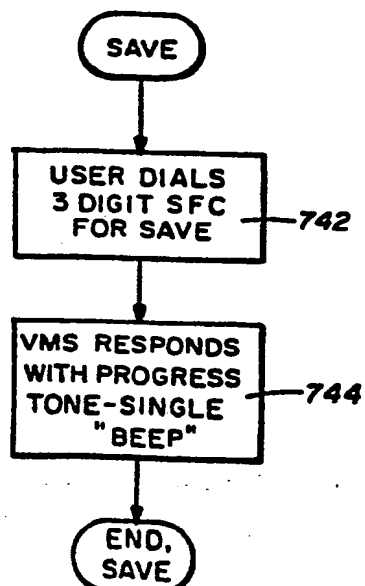 SAVE
USER DIALS
3 DIGIT SFC
FOR SAVE
742
VMS RESPONDS
WITH PROGRESS
TONE-SINGLE
"BEEP"
744
END,
SAVE